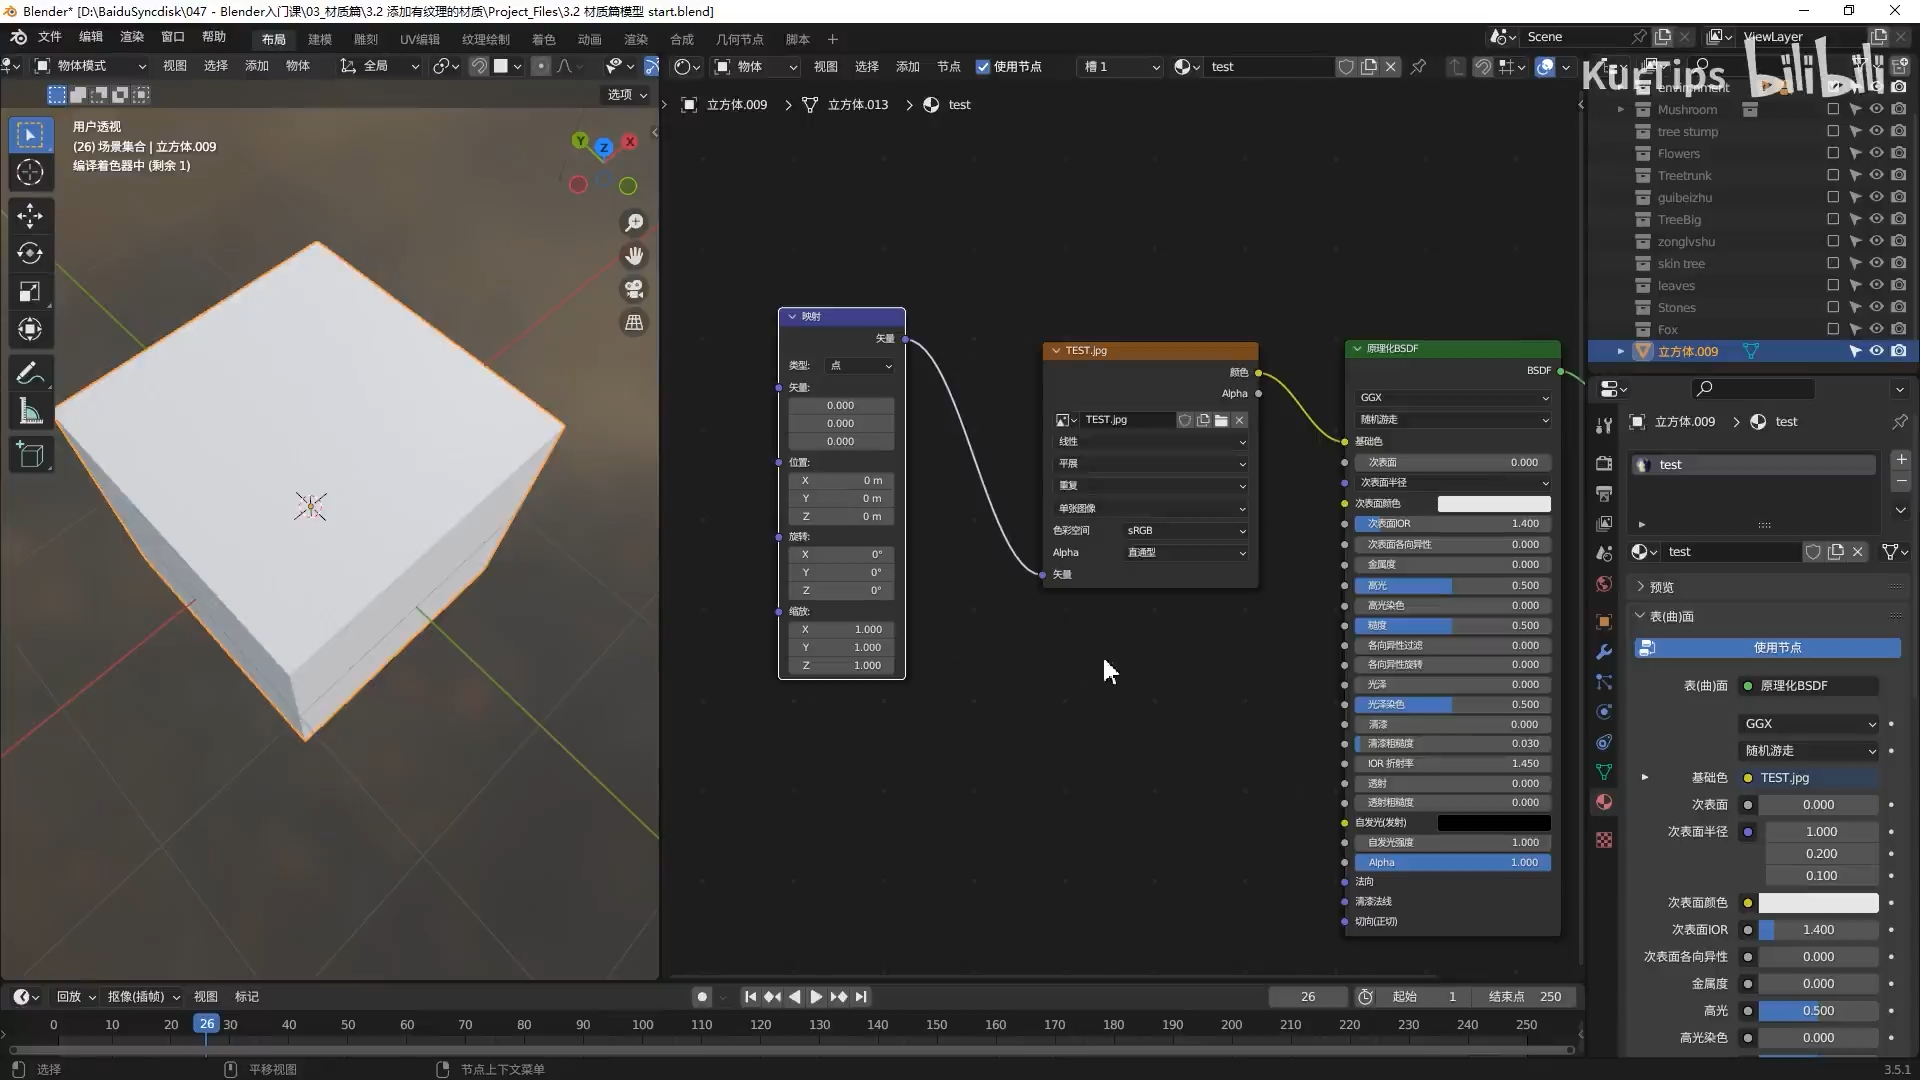 Blender* [D:\BaiduSyncdisk\047 - Blender入门课\03_材质篇\3.2 添加有纹理的材质\Project_Files\3.2 材质篇模型 start.blend]
文件 编辑 渲染 窗口 帮助 布局 建模 雕刻 UV编辑 纹理绘制 着色 动画 渲染 合成 几何节点 脚本 +
Scene ViewLayer
KurTips bilibili
物体模式 视图 选择 添加 物体 全局
物体 视图 选择 添加 节点 使用节点 槽 1 test
选项
立方体.009 > 立方体.013 > test
用户透视
(26) 场景集合 | 立方体.009
编译着色器中 (剩余 1)
Y Z X
映射
矢量
类型: 点
矢量:
0.000
0.000
0.000
位置:
X 0 m
Y 0 m
Z 0 m
旋转:
X 0°
Y 0°
Z 0°
缩放:
X 1.000
Y 1.000
Z 1.000
TEST.jpg
颜色
Alpha
TEST.jpg
线性
平展
重复
单张图像
色彩空间 sRGB
Alpha 直通型
矢量
原理化BSDF
BSDF
GGX
随机游走
基础色
次表面 0.000
次表面半径
次表面颜色
次表面IOR 1.400
次表面各向异性 0.000
金属度 0.000
高光 0.500
高光染色 0.000
糙度 0.500
各向异性过滤 0.000
各向异性旋转 0.000
光泽 0.000
光泽染色 0.500
清漆 0.000
清漆粗糙度 0.030
IOR 折射率 1.450
透射 0.000
透射粗糙度 0.000
自发光(发射)
自发光强度 1.000
Alpha 1.000
法向
清漆法线
切向(正切)
environment
Mushroom
tree stump
Flowers
Treetrunk
guibeizhu
TreeBig
zonglvshu
skin tree
leaves
Stones
Fox
立方体.009
立方体.009 > test
test
test
预览
表(曲)面
使用节点
表(曲)面 原理化BSDF
GGX
随机游走
基础色 TEST.jpg
次表面 0.000
次表面半径 1.000
0.200
0.100
次表面颜色
次表面IOR 1.400
次表面各向异性 0.000
金属度 0.000
高光 0.500
高光染色 0.000
回放 抠像(插帧) 视图 标记 26 起始 1 结束点 250
0 10 20 26 30 40 50 60 70 80 90 100 110 120 130 140 150 160 170 180 190 200 210 220 230 240 250
选择 平移视图 节点上下文菜单 3.5.1